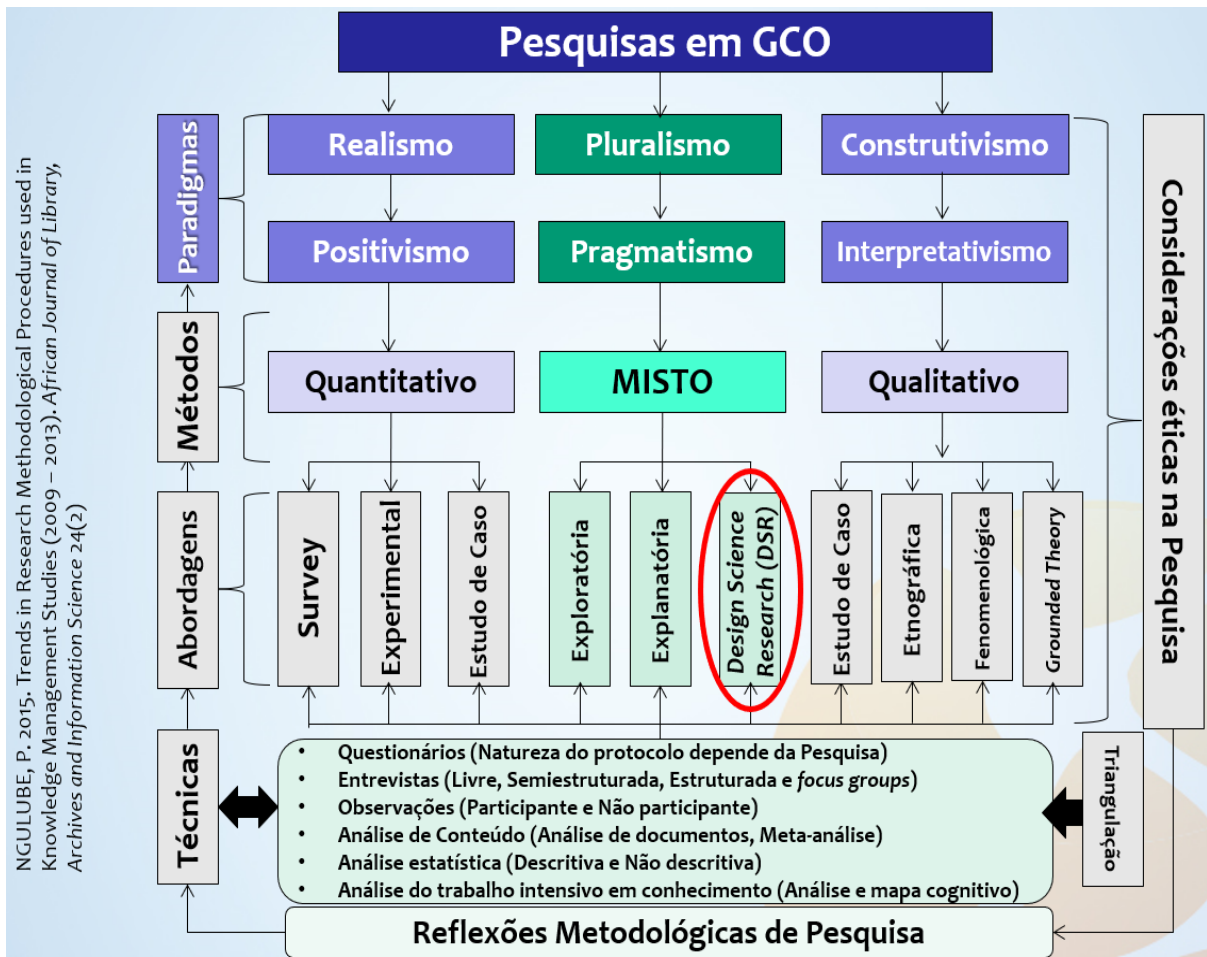 Pesquisas em GCO
NGULUBE, P. 2015. Trends in Research Methodological Procedures used in
Knowledge Management Studies (2009 – 2013). African Journal of Library,
Archives and Information Science 24(2)
Paradigmas
Realismo
Pluralismo
Construtivismo
Positivismo
Pragmatismo
Interpretativismo
Métodos
Quantitativo
MISTO
Qualitativo
Abordagens
Survey
Experimental
Estudo de Caso
Exploratória
Explanatória
Design Science
Research (DSR)
Estudo de Caso
Etnográfica
Fenomenológica
Grounded Theory
Considerações éticas na Pesquisa
Técnicas
• Questionários (Natureza do protocolo depende da Pesquisa)
• Entrevistas (Livre, Semiestruturada, Estruturada e focus groups)
• Observações (Participante e Não participante)
• Análise de Conteúdo (Análise de documentos, Meta-análise)
• Análise estatística (Descritiva e Não descritiva)
• Análise do trabalho intensivo em conhecimento (Análise e mapa cognitivo)
Triangulação
Reflexões Metodológicas de Pesquisa